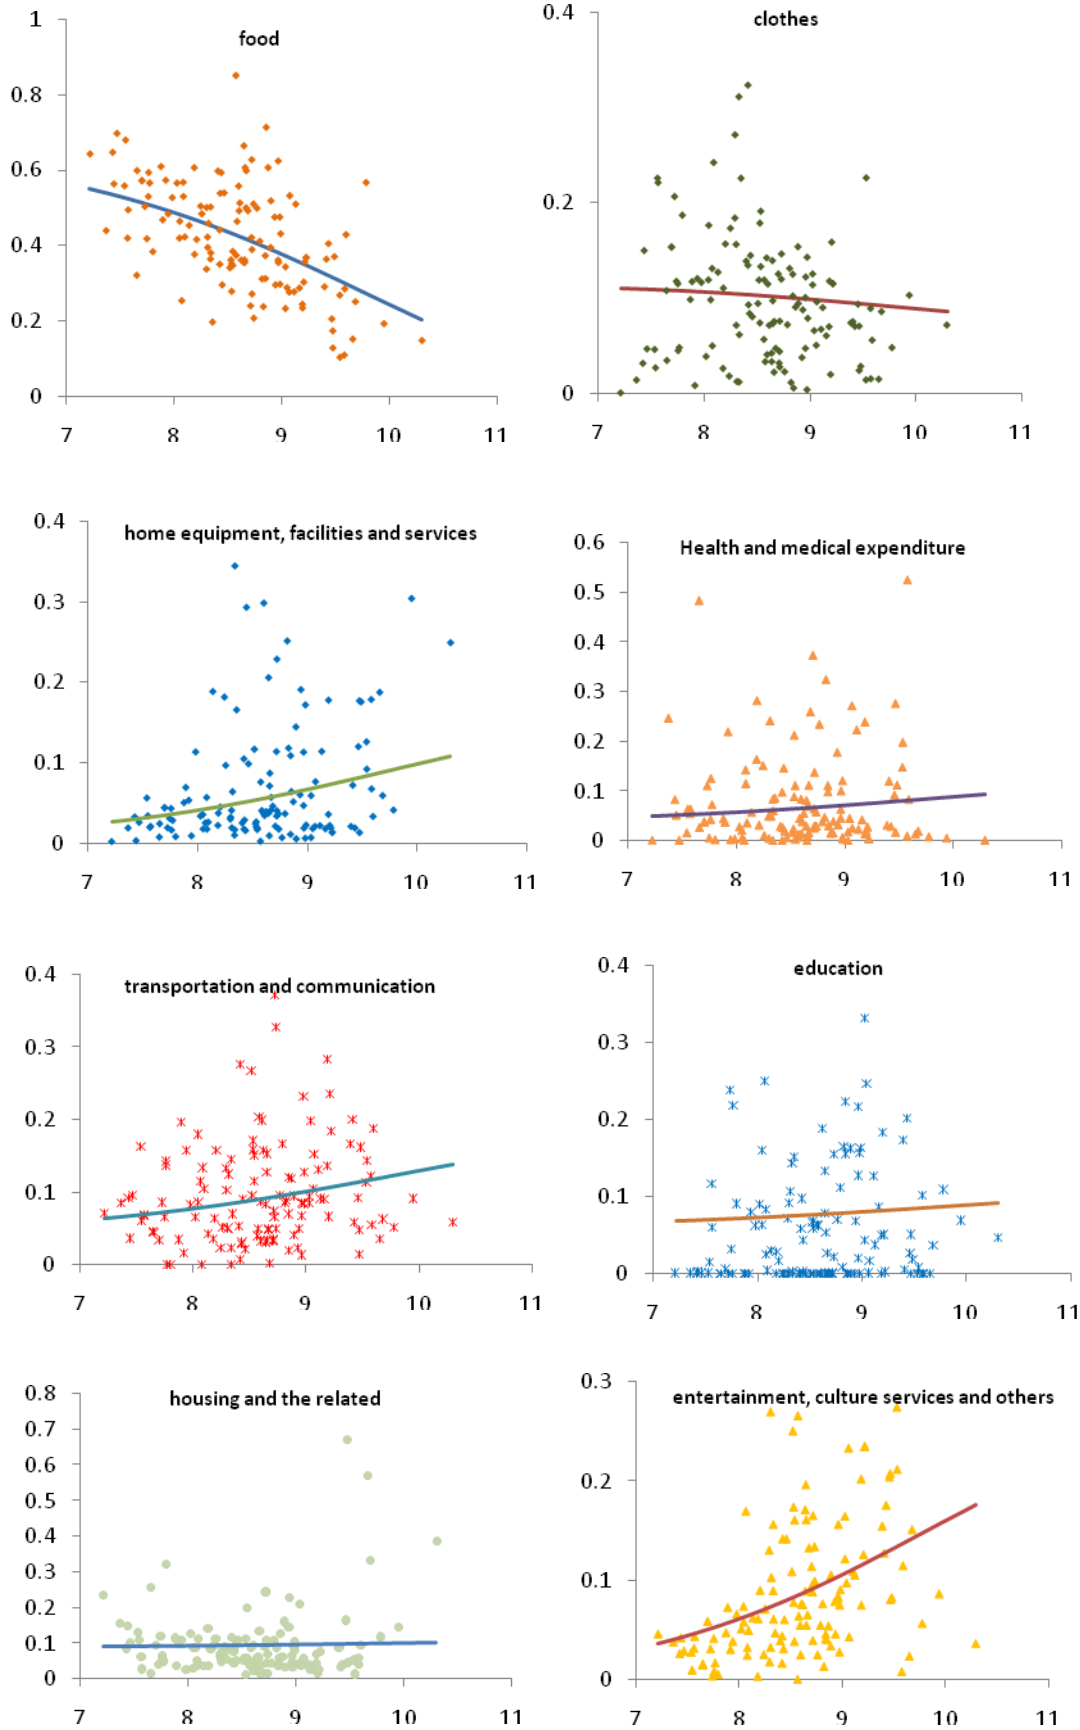 food
1
0.8
0.6
0.4
0.2
0
7 8 9 10 11
clothes
0.4
0.2
0
7 8 9 10 11
home equipment, facilities and services
0.4
0.3
0.2
0.1
0
7 8 9 10 11
Health and medical expenditure
0.6
0.5
0.4
0.3
0.2
0.1
0
7 8 9 10 11
transportation and communication
0.4
0.3
0.2
0.1
0
7 8 9 10 11
education
0.4
0.3
0.2
0.1
0
7 8 9 10 11
housing and the related
0.8
0.7
0.6
0.5
0.4
0.3
0.2
0.1
0
7 8 9 10 11
entertainment, culture services and others
0.3
0.2
0.1
0
7 8 9 10 11